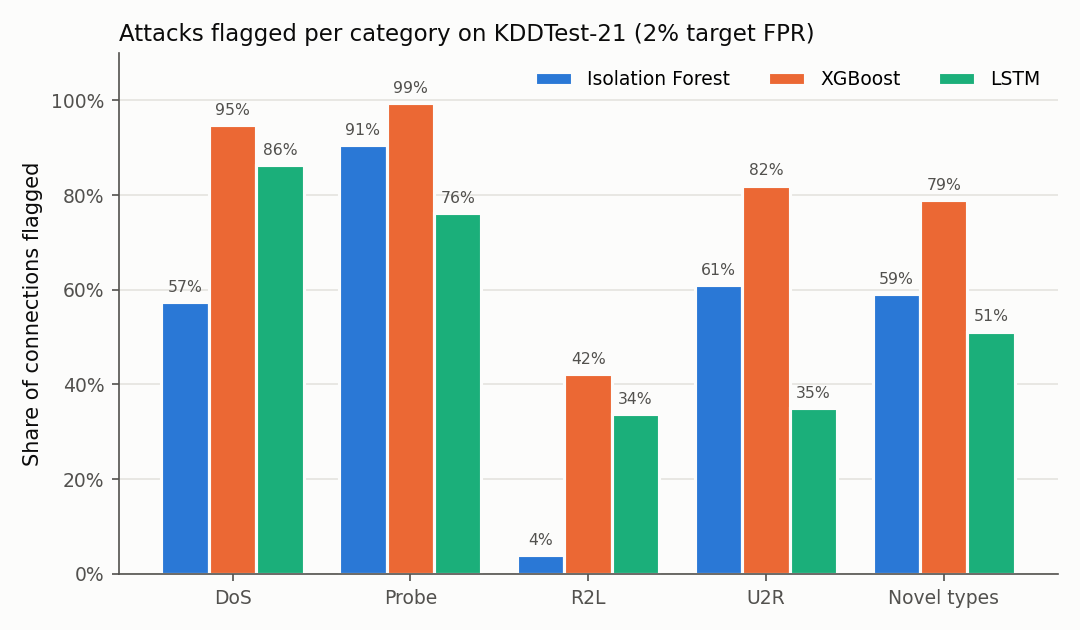 Attacks flagged per category on KDDTest-21 (2% target FPR)
Isolation Forest XGBoost LSTM
Share of connections flagged
100%
80%
60%
40%
20%
0%
57% 95% 86%
91% 99% 76%
4% 42% 34%
61% 82% 35%
59% 79% 51%
DoS Probe R2L U2R Novel types